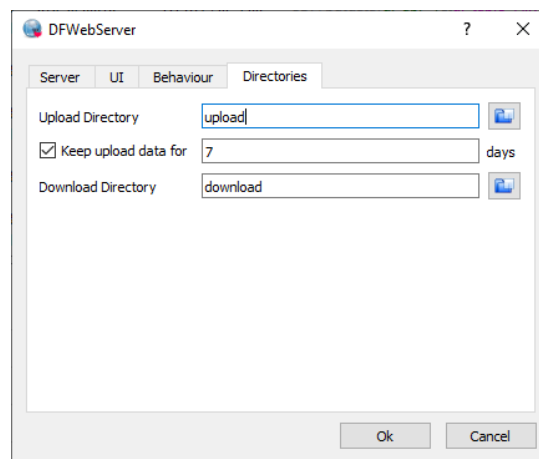 DFWebServer ?
Server UI Behaviour Directories
Upload Directory upload
Keep upload data for 7 days
Download Directory download
Ok Cancel